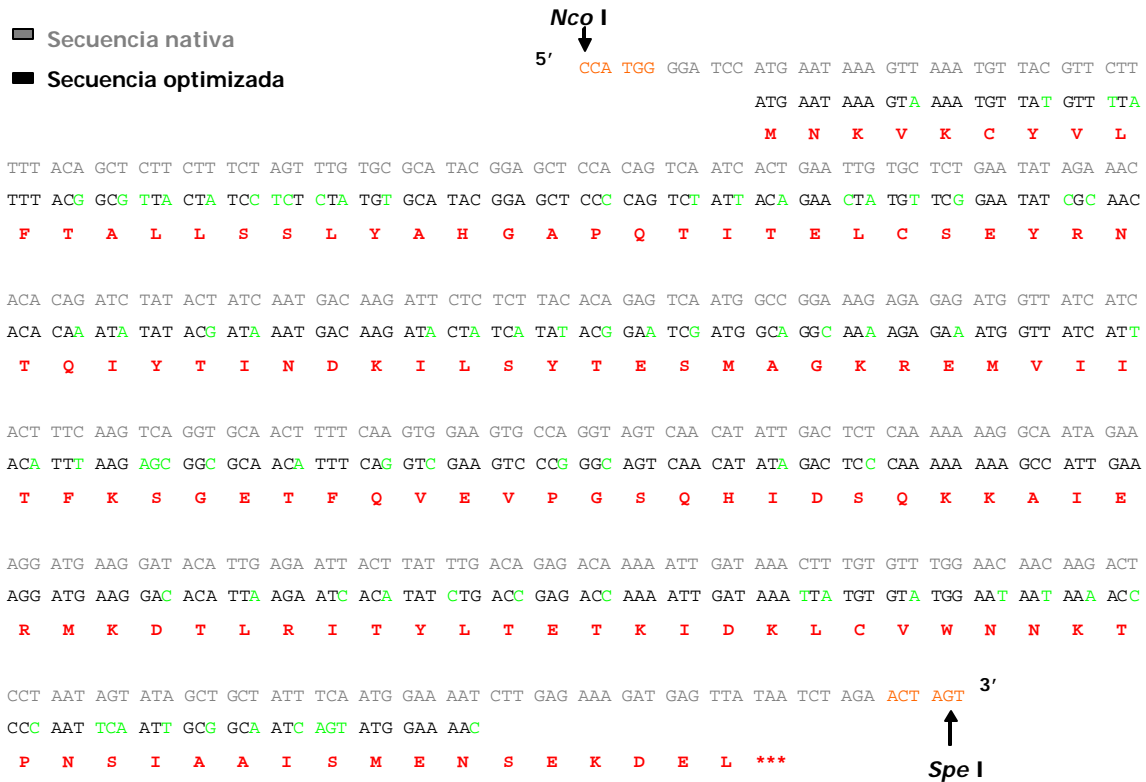 Nco I
Secuencia nativa
Secuencia optimizada
5′ CCA TGG GGA TCC ATG AAT AAA GTT AAA TGT TAC GTT CTT
ATG AAT AAA GTA AAA TGT TAT GTT TTA
M N K V K C Y V L
TTT ACA GCT CTT CTT TCT AGT TTG TGC GCA TAC GGA GCT CCA CAG TCA ATC ACT GAA TTG TGC TCT GAA TAT AGA AAC
TTT ACG GCG TTA CTA TCC TCT CTA TGT GCA TAC GGA GCT CCC CAG TCT ATT ACA GAA CTA TGT TCG GAA TAT CGC AAC
F T A L L S S L Y A H G A P Q T I T E L C S E Y R N
ACA CAG ATC TAT ACT ATC AAT GAC AAG ATT CTC TCT TAC ACA GAG TCA ATG GCC GGA AAG AGA GAG ATG GTT ATC ATC
ACA CAA ATA TAT ACG ATA AAT GAC AAG ATA CTA TCA TAT ACG GAA TCG ATG GCA GGC AAA AGA GAA ATG GTT ATC ATT
T Q I Y T I N D K I L S Y T E S M A G K R E M V I I
ACT TTC AAG TCA GGT GCA ACT TTT CAA GTG GAA GTG CCA GGT AGT CAA CAT ATT GAC TCT CAA AAA AAG GCA ATA GAA
ACA TTT AAG AGC GGC GCA ACA TTT CAG GTC GAA GTC CCG GGC AGT CAA CAT ATA GAC TCC CAA AAA AAA GCC ATT GAA
T F K S G E T F Q V E V P G S Q H I D S Q K K A I E
AGG ATG AAG GAT ACA TTG AGA ATT ACT TAT TTG ACA GAG ACA AAA ATT GAT AAA CTT TGT GTT TGG AAC AAC AAG ACT
AGG ATG AAG GAC ACA TTA AGA ATC ACA TAT CTG ACC GAG ACC AAA ATT GAT AAA TTA TGT GTA TGG AAT AAT AAA ACC
R M K D T L R I T Y L T E T K I D K L C V W N N K T
CCT AAT AGT ATA GCT GCT ATT TCA ATG GAA AAT CTT GAG AAA GAT GAG TTA TAA TCT AGA ACT AGT 3′
CCC AAT TCA ATT GCG GCA ATC AGT ATG GAA AAC
P N S I A A I S M E N S E K D E L ***
Spe I